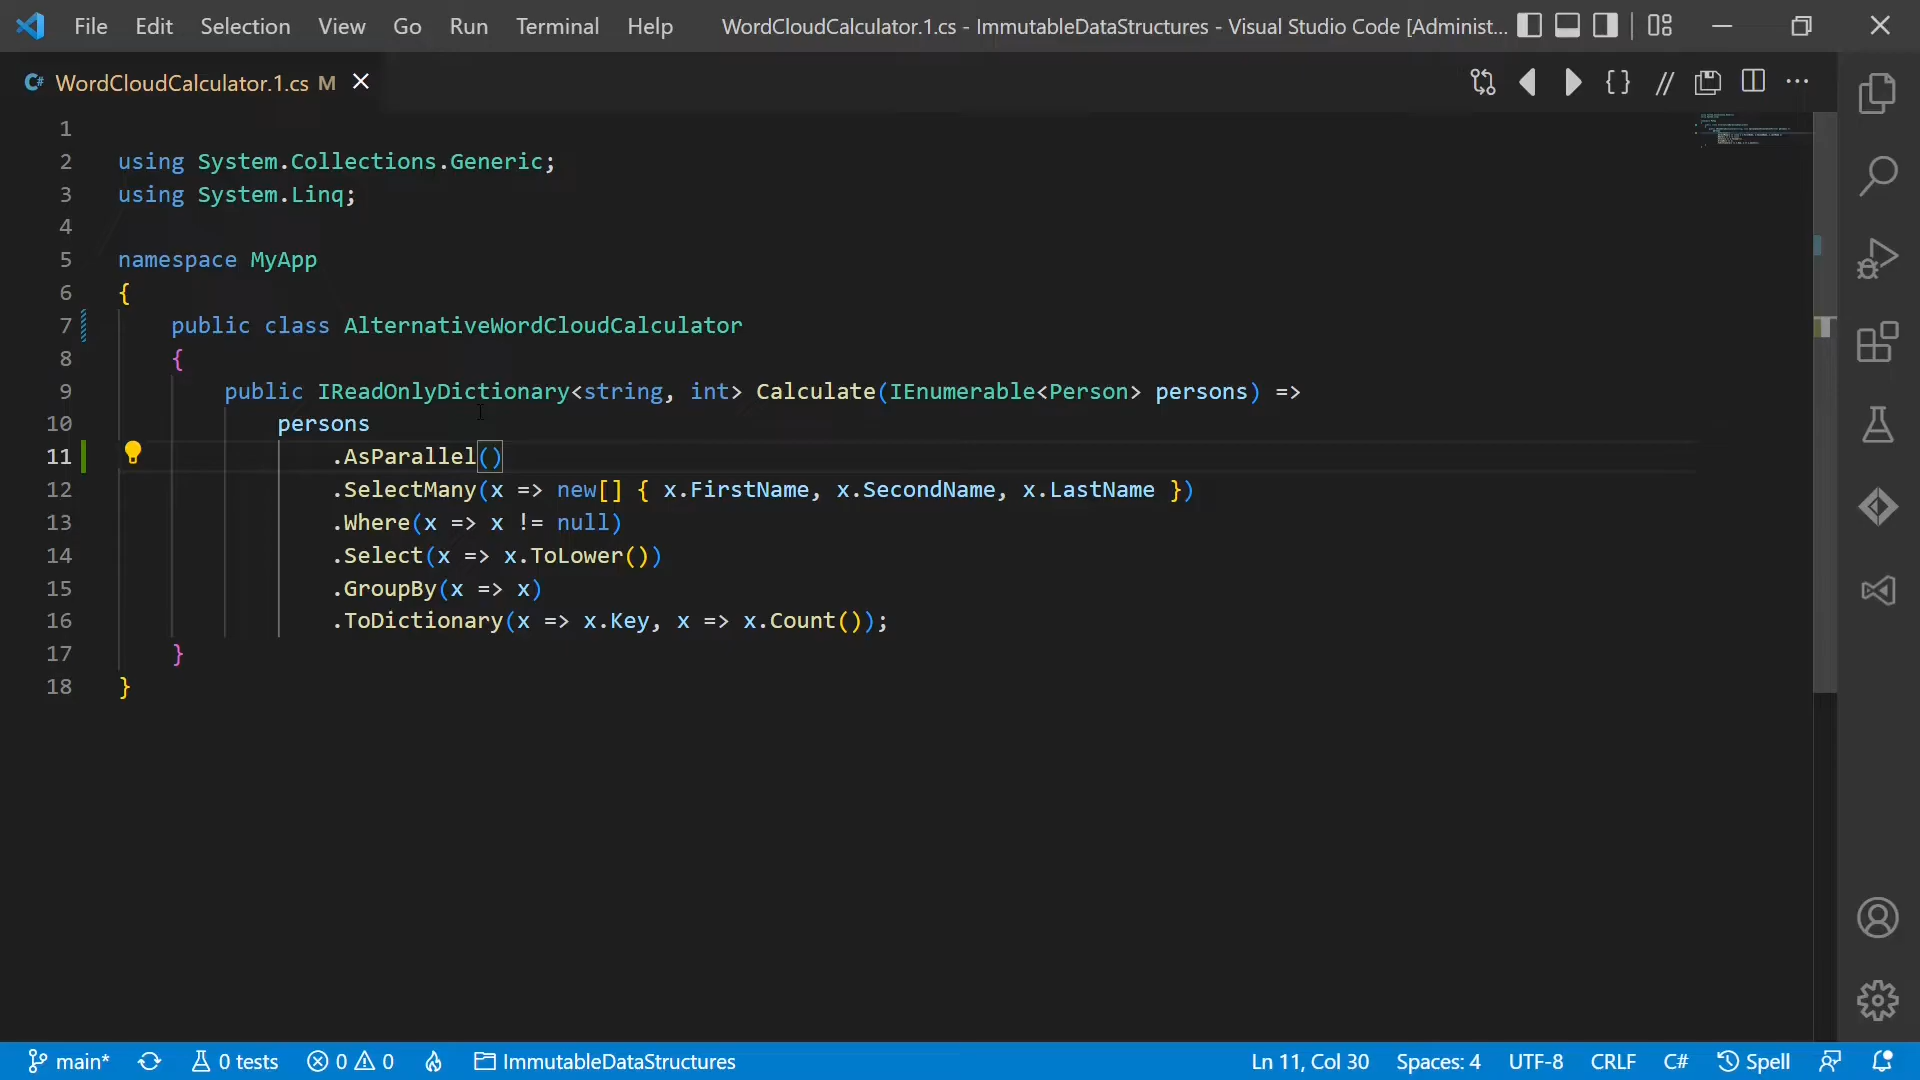 File Edit Selection View Go Run Terminal Help WordCloudCalculator.1.cs - ImmutableDataStructures - Visual Studio Code [Administ...
C# WordCloudCalculator.1.cs M
1
2 using System.Collections.Generic;
3 using System.Linq;
4
5 namespace MyApp
6 {
7 public class AlternativeWordCloudCalculator
8 {
9 public IReadOnlyDictionary<string, int> Calculate(IEnumerable<Person> persons) =>
10 persons
11 .AsParallel()
12 .SelectMany(x => new[] { x.FirstName, x.SecondName, x.LastName })
13 .Where(x => x != null)
14 .Select(x => x.ToLower())
15 .GroupBy(x => x)
16 .ToDictionary(x => x.Key, x => x.Count());
17 }
18 }
main* 0 tests 0 0 ImmutableDataStructures Ln 11, Col 30 Spaces: 4 UTF-8 CRLF C# Spell